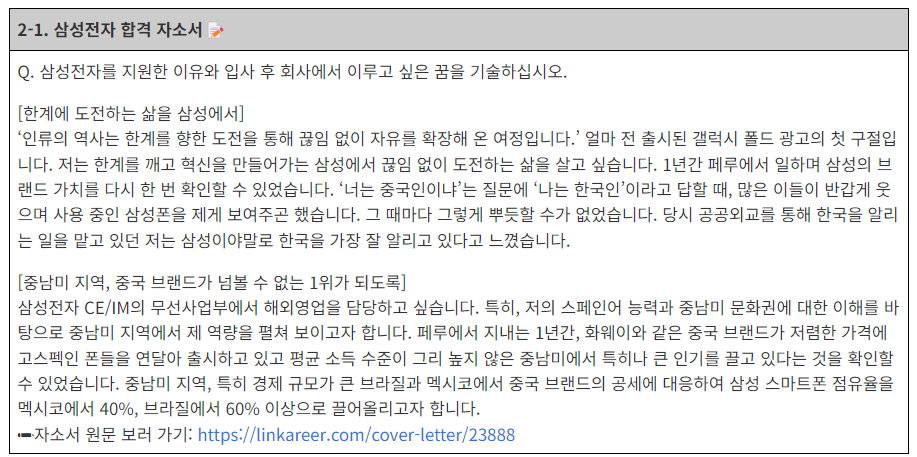 2-1. 삼성전자 합격 자소서 📝
Q. 삼성전자를 지원한 이유와 입사 후 회사에서 이루고 싶은 꿈을 기술하십시오.
[한계에 도전하는 삶을 삼성에서]
‘인류의 역사는 한계를 향한 도전을 통해 끊임 없이 자유를 확장해 온 여정입니다.’ 얼마 전 출시된 갤럭시 폴드 광고의 첫 구절입
니다. 저는 한계를 깨고 혁신을 만들어가는 삼성에서 끊임 없이 도전하는 삶을 살고 싶습니다. 1년간 페루에서 일하며 삼성의 브
랜드 가치를 다시 한 번 확인할 수 있었습니다. ‘너는 중국인이냐’는 질문에 ‘나는 한국인’이라고 답할 때, 많은 이들이 반갑게 웃
으며 사용 중인 삼성폰을 제게 보여주곤 했습니다. 그 때마다 그렇게 뿌듯할 수가 없었습니다. 당시 공공외교를 통해 한국을 알리
는 일을 맡고 있던 저는 삼성이야말로 한국을 가장 잘 알리고 있다고 느꼈습니다.
[중남미 지역, 중국 브랜드가 넘볼 수 없는 1위가 되도록]
삼성전자 CE/IM의 무선사업부에서 해외영업을 담당하고 싶습니다. 특히, 저의 스페인어 능력과 중남미 문화권에 대한 이해를 바
탕으로 중남미 지역에서 제 역량을 펼쳐 보이고자 합니다. 페루에서 지내는 1년간, 화웨이와 같은 중국 브랜드가 저렴한 가격에
고스펙인 폰들을 연달아 출시하고 있고 평균 소득 수준이 그리 높지 않은 중남미에서 특히나 큰 인기를 끌고 있다는 것을 확인할
수 있었습니다. 중남미 지역, 특히 경제 규모가 큰 브라질과 멕시코에서 중국 브랜드의 공세에 대응하여 삼성 스마트폰 점유율을
멕시코에서 40%, 브라질에서 60% 이상으로 끌어올리고자 합니다.
➡️자소서 원문 보러 가기: https://linkareer.com/cover-letter/23888